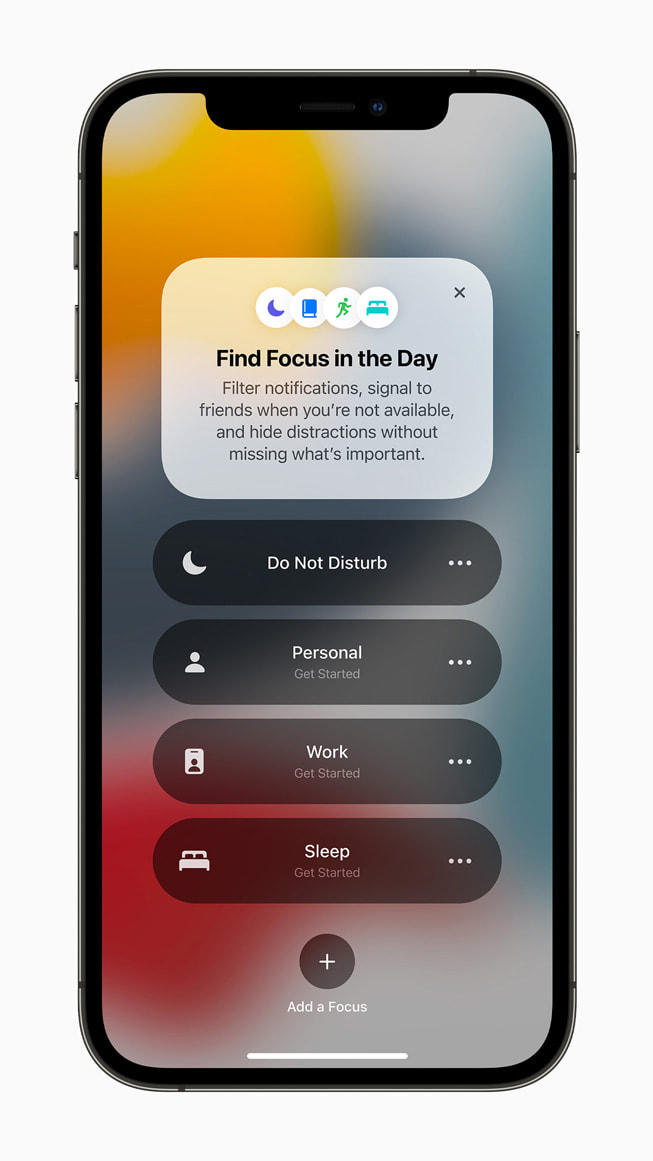 Find Focus in the Day
Filter notifications, signal to
friends when you’re not available,
and hide distractions without
missing what’s important.
Do Not Disturb
Personal
Get Started
Work
Get Started
Sleep
Get Started
Add a Focus